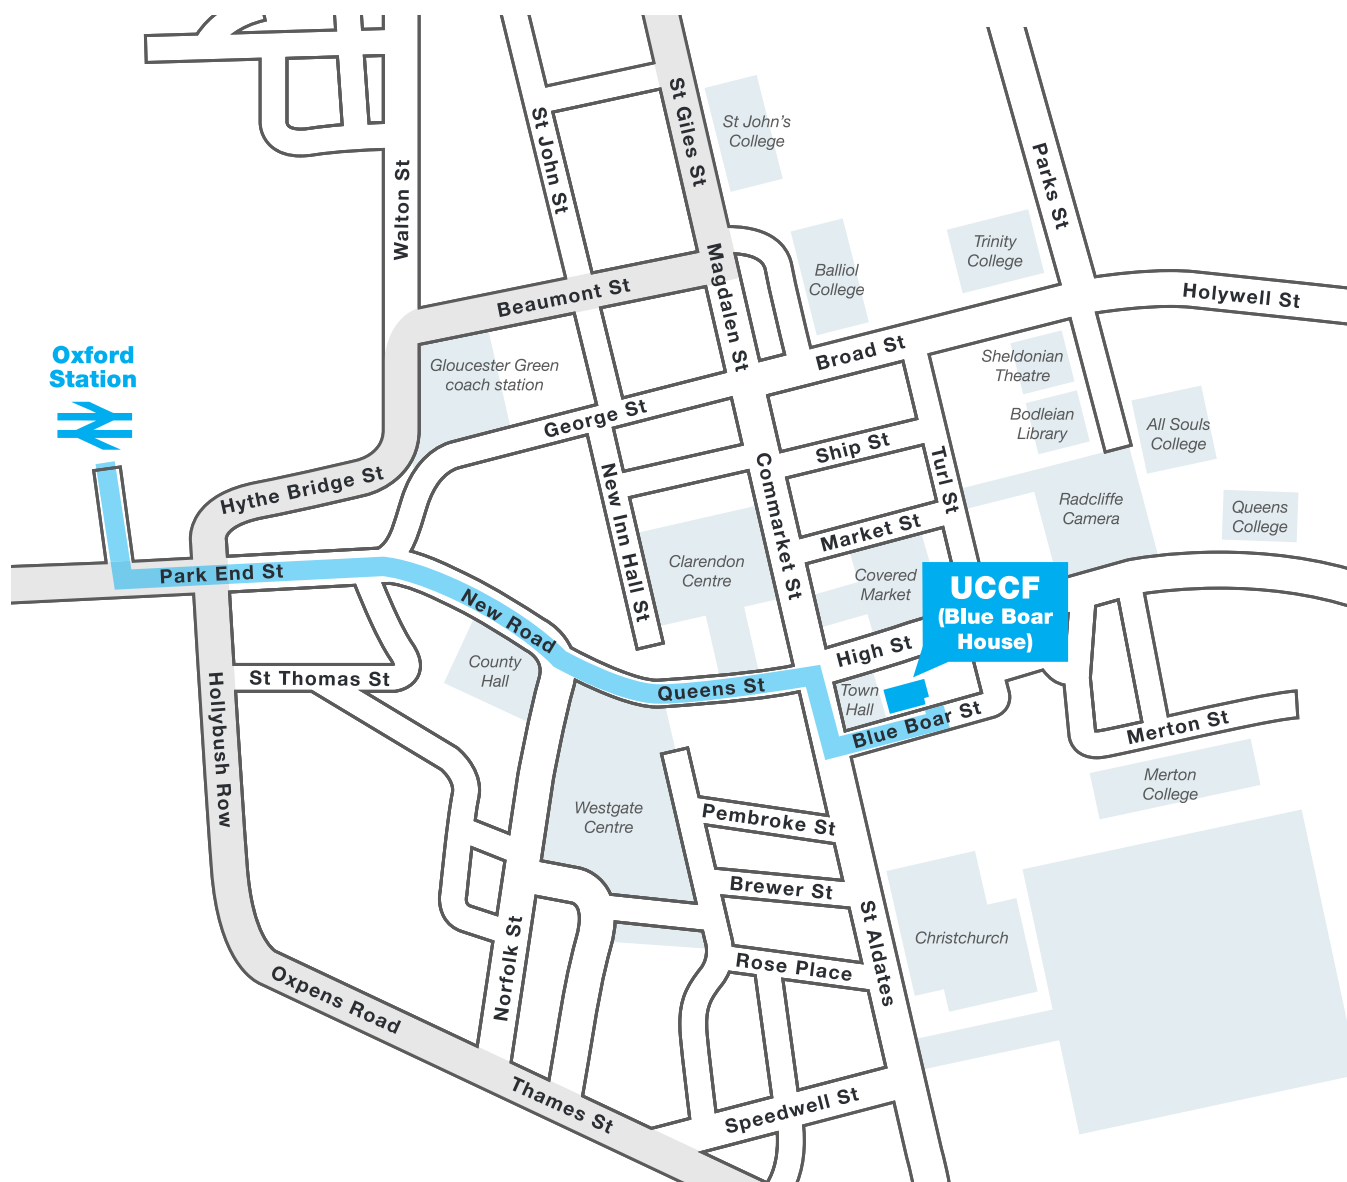 St John's
College
St Giles St
St John St
Parks St
Walton St
Trinity
College
Balliol
College
Magdalen St
Beaumont St
Holywell St
Oxford
Station
Gloucester Green
coach station
Broad St
Sheldonian
Theatre
George St
Bodleian
Library
All Souls
College
Ship St
Turl St
Hythe Bridge St
New Inn Hall St
Commarket St
Radcliffe
Camera
Queens
College
Market St
Clarendon
Centre
Covered
Market
Park End St
UCCF
(Blue Boar
House)
New Road
High St
County
Hall
St Thomas St
Queens St
Town
Hall
Blue Boar St
Merton St
Hollybush Row
Merton
College
Westgate
Centre
Pembroke St
Brewer St
St Aldates
Christchurch
Norfolk St
Rose Place
Oxpens Road
Thames St
Speedwell St